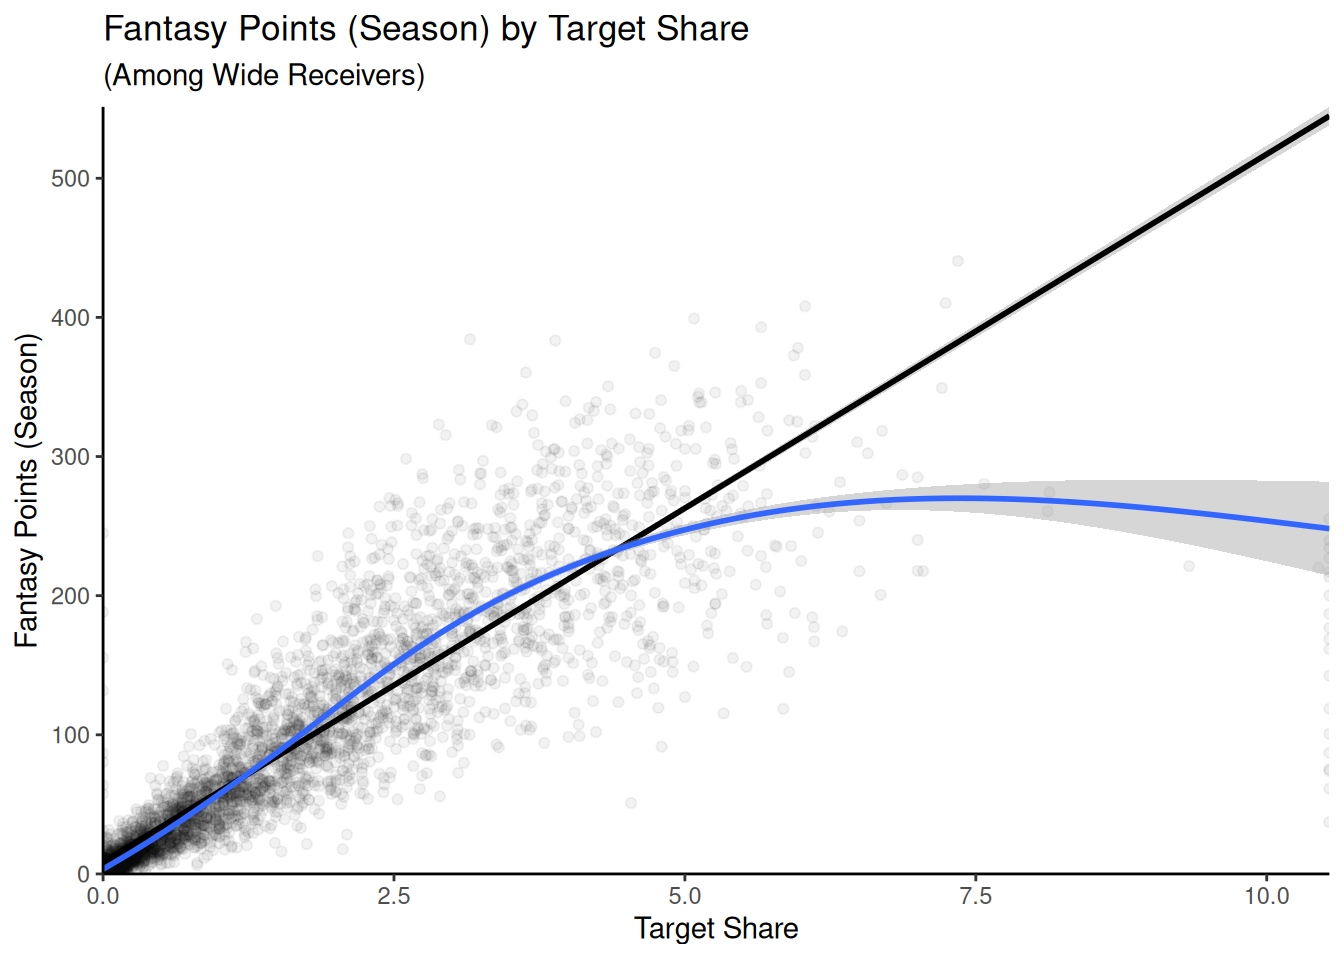 Fantasy Points (Season) by Target Share
(Among Wide Receivers)
Fantasy Points (Season)
500
400
300
200
100
0
0.0
2.5
5.0
7.5
10.0
Target Share